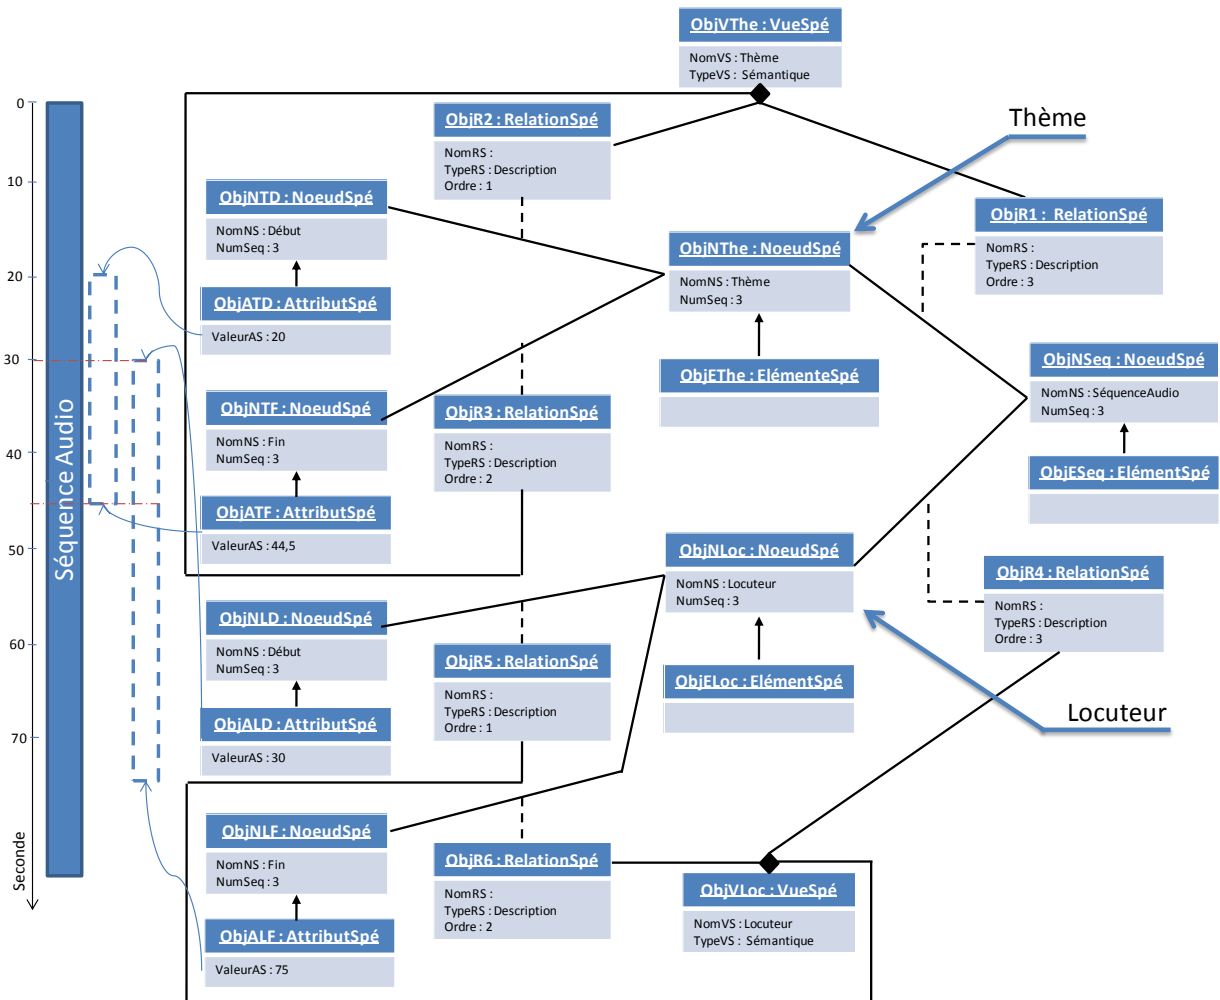 ObjVThe : VueSpé
NomVS : Thème
TypeVS : Sémantique
0
10
20
30
40
50
60
70
Seconde
Séquence Audio
ObjR2 : RelationSpé
NomRS :
TypeRS : Description
Ordre : 1
Thème
ObjNTD : NoeudSpé
NomNS : Début
NumSeq : 3
ObjATD : AttributSpé
ValeurAS : 20
ObjR1 : RelationSpé
NomRS :
TypeRS : Description
Ordre : 3
ObjNThe : NoeudSpé
NomNS : Thème
NumSeq : 3
ObjEThe : ElémenteSpé
ObjNSeq : NoeudSpé
NomNS : SéquenceAudio
NumSeq : 3
ObjESeq : ElémentSpé
ObjNTF : NoeudSpé
NomNS : Fin
NumSeq : 3
ObjATF : AttributSpé
ValeurAS : 44,5
ObjR3 : RelationSpé
NomRS :
TypeRS : Description
Ordre : 2
ObjNLoc : NoeudSpé
NomNS : Locuteur
NumSeq : 3
ObjELoc : ElémentSpé
ObjR4 : RelationSpé
NomRS :
TypeRS : Description
Ordre : 3
Locuteur
ObjNLD : NoeudSpé
NomNS : Début
NumSeq : 3
ObjALD : AttributSpé
ValeurAS : 30
ObjR5 : RelationSpé
NomRS :
TypeRS : Description
Ordre : 1
ObjNLF : NoeudSpé
NomNS : Fin
NumSeq : 3
ObjALF : AttributSpé
ValeurAS : 75
ObjR6 : RelationSpé
NomRS :
TypeRS : Description
Ordre : 2
ObjVLoc : VueSpé
NomVS : Locuteur
TypeVS : Sémantique